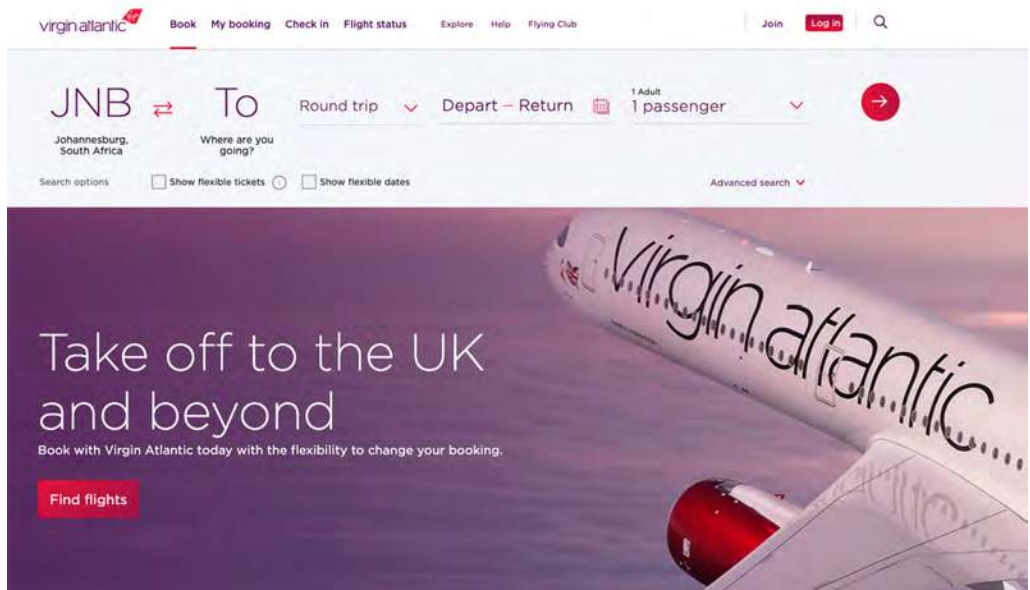 virgin atlantic
Book My booking Check in Flight status Explore Help Flying Club Join Log in
JNB To Round trip Depart – Return 1 Adult 1 passenger
Johannesburg, South Africa
Where are you going?
Search options Show flexible tickets Show flexible dates Advanced search
virgin atlantic
Take off to the UK
and beyond
Book with Virgin Atlantic today with the flexibility to change your booking.
Find flights